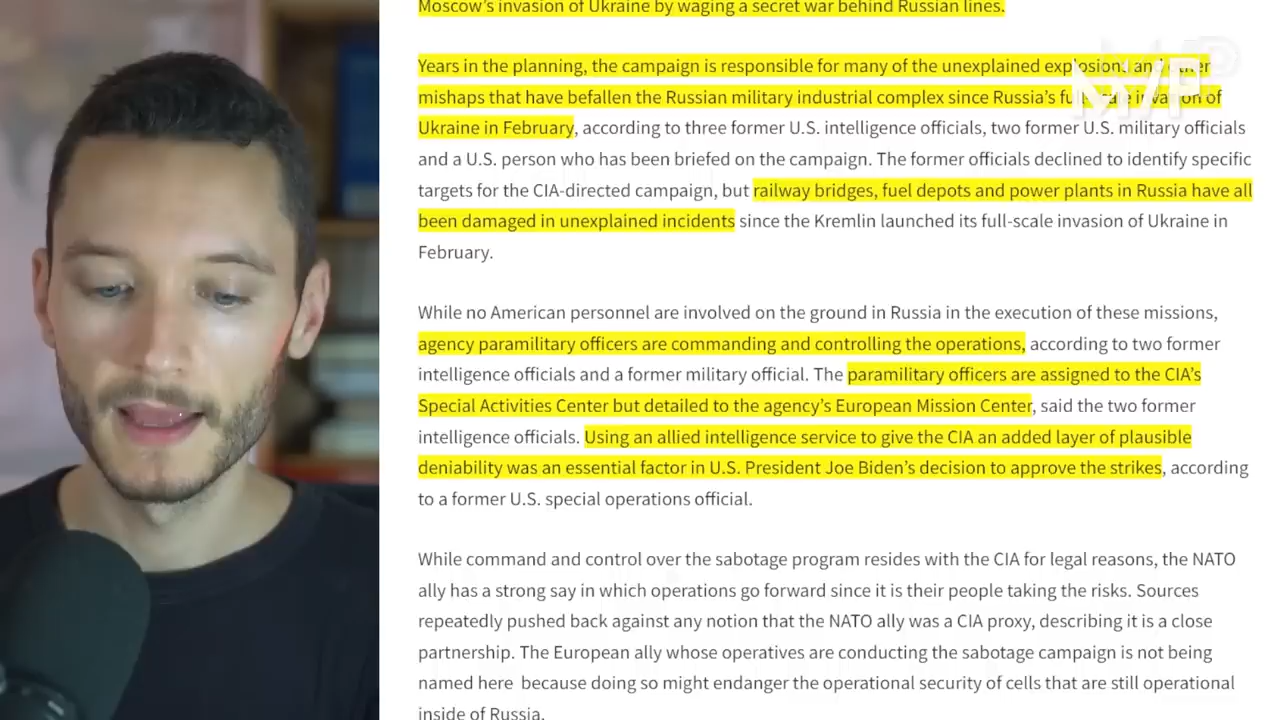 Moscow’s invasion of Ukraine by waging a secret war behind Russian lines.
Years in the planning, the campaign is responsible for many of the unexplained explosions and other
mishaps that have befallen the Russian military industrial complex since Russia’s full-scale invasion of
Ukraine in February, according to three former U.S. intelligence officials, two former U.S. military officials
and a U.S. person who has been briefed on the campaign. The former officials declined to identify specific
targets for the CIA-directed campaign, but railway bridges, fuel depots and power plants in Russia have all
been damaged in unexplained incidents since the Kremlin launched its full-scale invasion of Ukraine in
February.
While no American personnel are involved on the ground in Russia in the execution of these missions,
agency paramilitary officers are commanding and controlling the operations, according to two former
intelligence officials and a former military official. The paramilitary officers are assigned to the CIA’s
Special Activities Center but detailed to the agency’s European Mission Center, said the two former
intelligence officials. Using an allied intelligence service to give the CIA an added layer of plausible
deniability was an essential factor in U.S. President Joe Biden’s decision to approve the strikes, according
to a former U.S. special operations official.
While command and control over the sabotage program resides with the CIA for legal reasons, the NATO
ally has a strong say in which operations go forward since it is their people taking the risks. Sources
repeatedly pushed back against any notion that the NATO ally was a CIA proxy, describing it is a close
partnership. The European ally whose operatives are conducting the sabotage campaign is not being
named here because doing so might endanger the operational security of cells that are still operational
inside of Russia.